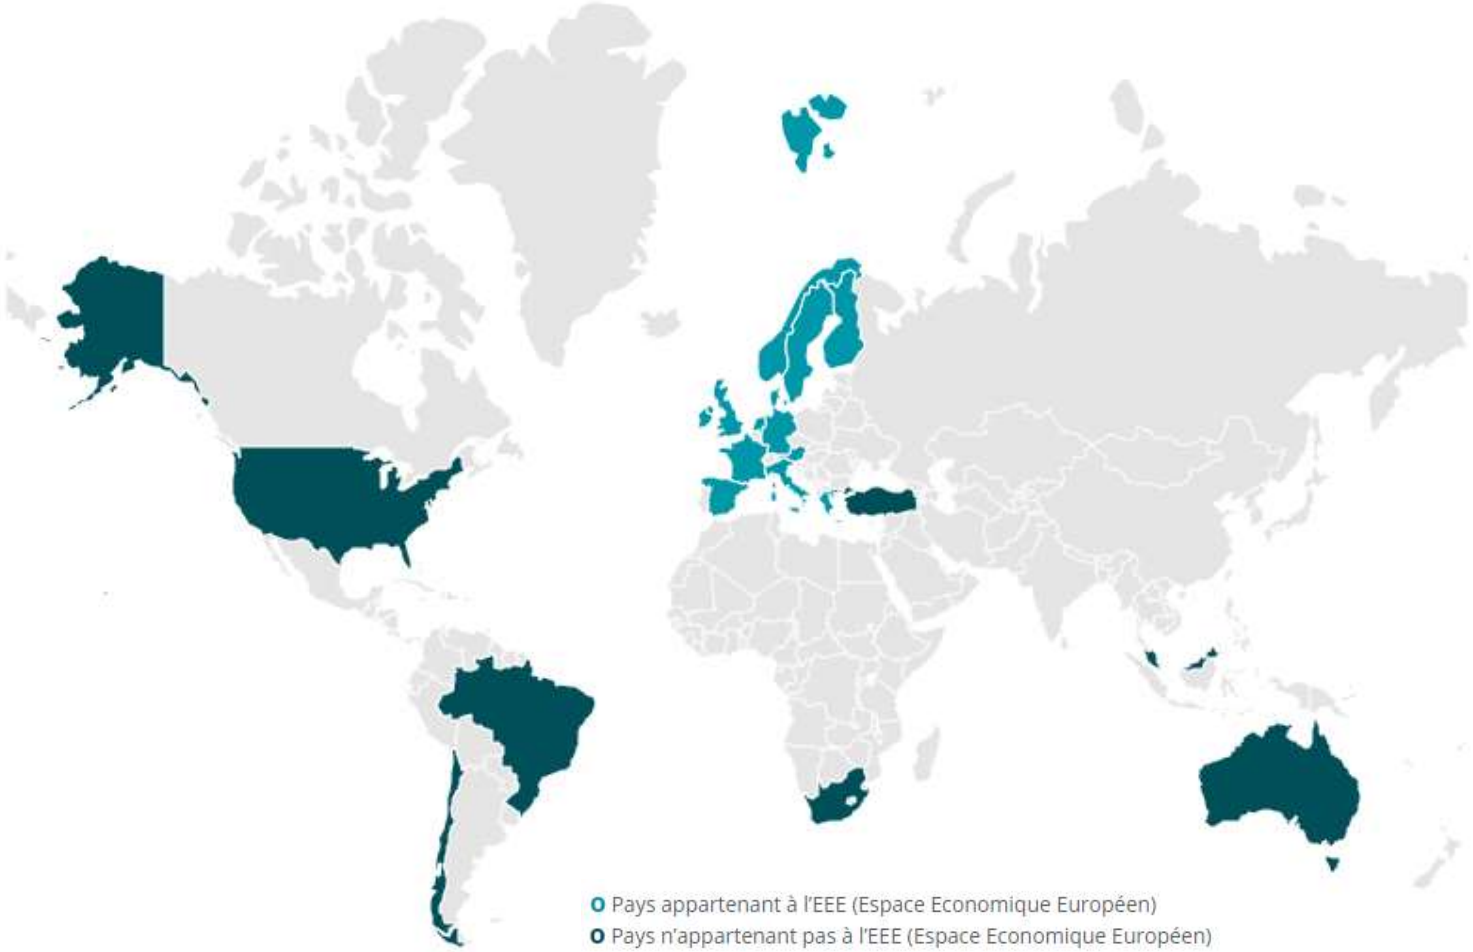 O Pays appartenant à l'EEE (Espace Economique Européen)
O Pays n'appartenant pas à l'EEE (Espace Economique Européen)